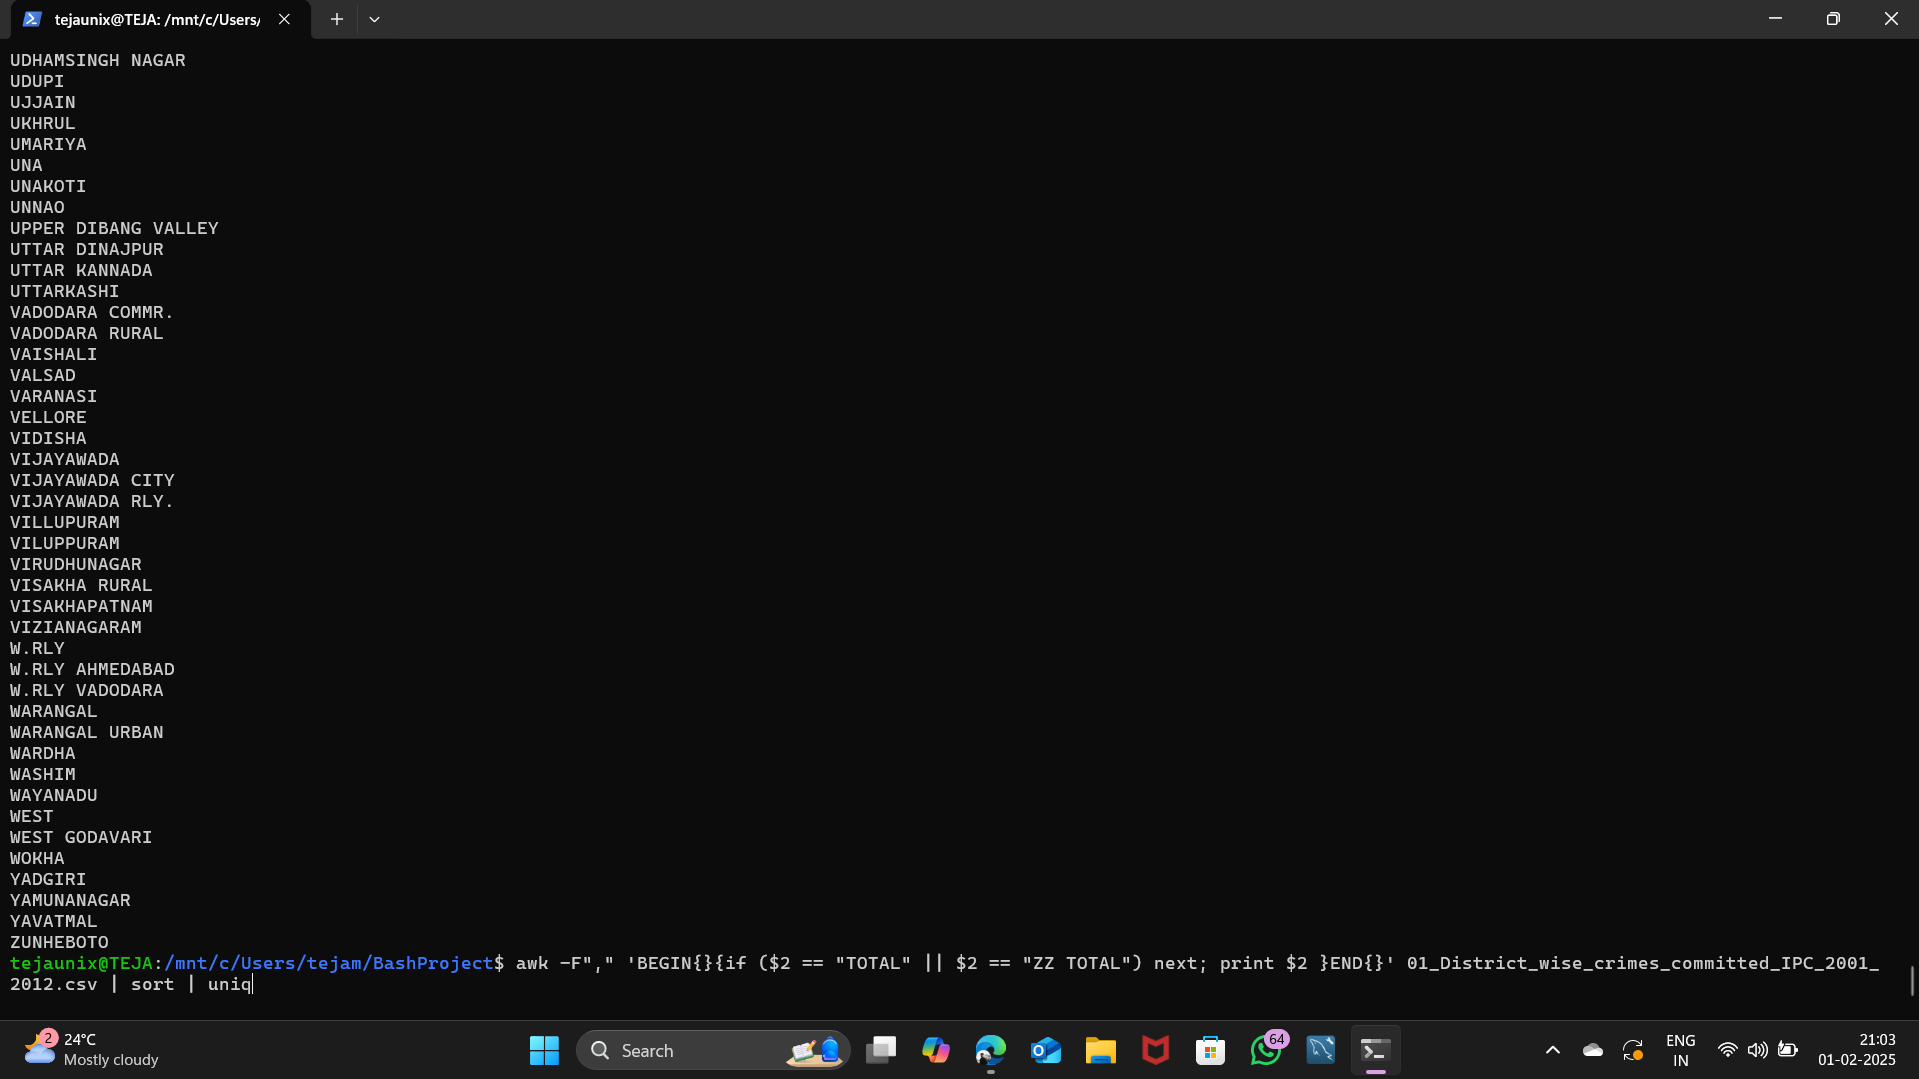 tejaunix@TEJA: /mnt/c/Users/
UDHAMSINGH NAGAR
UDUPI
UJJAIN
UKHRUL
UMARIYA
UNA
UNAKOTI
UNNAO
UPPER DIBANG VALLEY
UTTAR DINAJPUR
UTTAR KANNADA
UTTARKASHI
VADODARA COMMR.
VADODARA RURAL
VAISHALI
VALSAD
VARANASI
VELLORE
VIDISHA
VIJAYAWADA
VIJAYAWADA CITY
VIJAYAWADA RLY.
VILLUPURAM
VILUPPURAM
VIRUDHUNAGAR
VISAKHA RURAL
VISAKHAPATNAM
VIZIANAGARAM
W.RLY
W.RLY AHMEDABAD
W.RLY VADODARA
WARANGAL
WARANGAL URBAN
WARDHA
WASHIM
WAYANADU
WEST
WEST GODAVARI
WOKHA
YADGIRI
YAMUNANAGAR
YAVATMAL
ZUNHEBOTO
tejaunix@TEJA:/mnt/c/Users/tejam/BashProject$ awk -F"," 'BEGIN{}{if ($2 == "TOTAL" || $2 == "ZZ TOTAL") next; print $2 }END{}' 01_District_wise_crimes_committed_IPC_2001_
2012.csv | sort | uniq
2
24°C
Mostly cloudy
Search
64
ENG
IN
21:03
01-02-2025